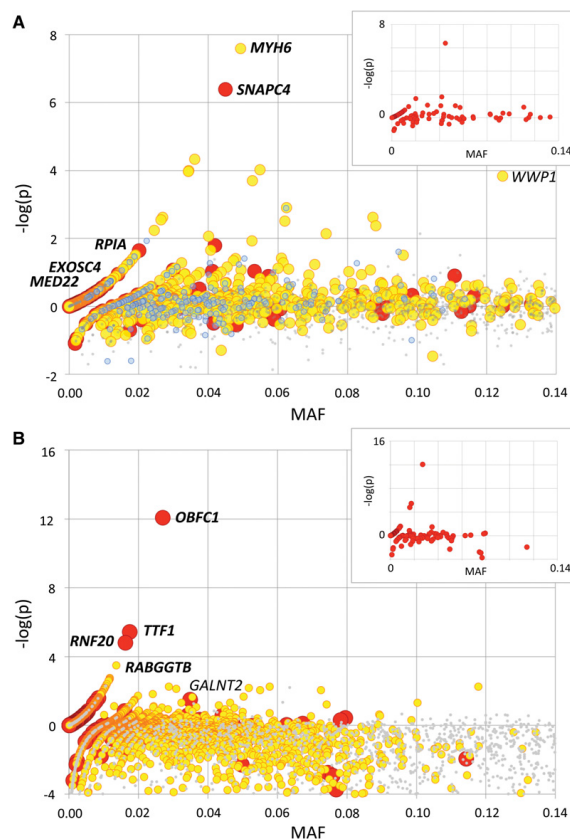 A
8
MYH6
6
SNAPC4
4
WWP1
2
RPIA
EXOSC4
MED22
0
-2
-log(p)
0.00 0.02 0.04 0.06 0.08 0.10 0.12 0.14
MAF
8
-log(p)
0
0 MAF 0.14
B
16
12
OBFC1
8
TTF1
RNF20
4
RABGGTB
GALNT2
0
-4
-log(p)
0.00 0.02 0.04 0.06 0.08 0.10 0.12 0.14
MAF
16
-log(p)
0
0 MAF 0.14